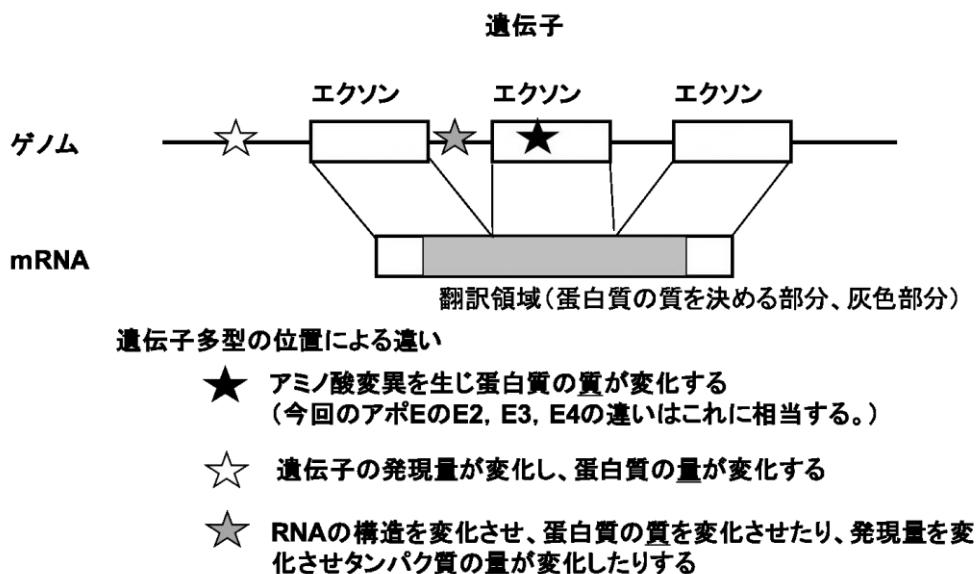 遺伝子
エクソン エクソン エクソン
ゲノム
mRNA
翻訳領域（蛋白質の質を決める部分、灰色部分）
遺伝子多型の位置による違い
アミノ酸変異を生じ蛋白質の質が変化する
（今回のアポEのE2, E3, E4の違いはこれに相当する。）
遺伝子の発現量が変化し、蛋白質の量が変化する
RNAの構造を変化させ、蛋白質の質を変化させたり、発現量を変
化させタンパク質の量が変化したりする